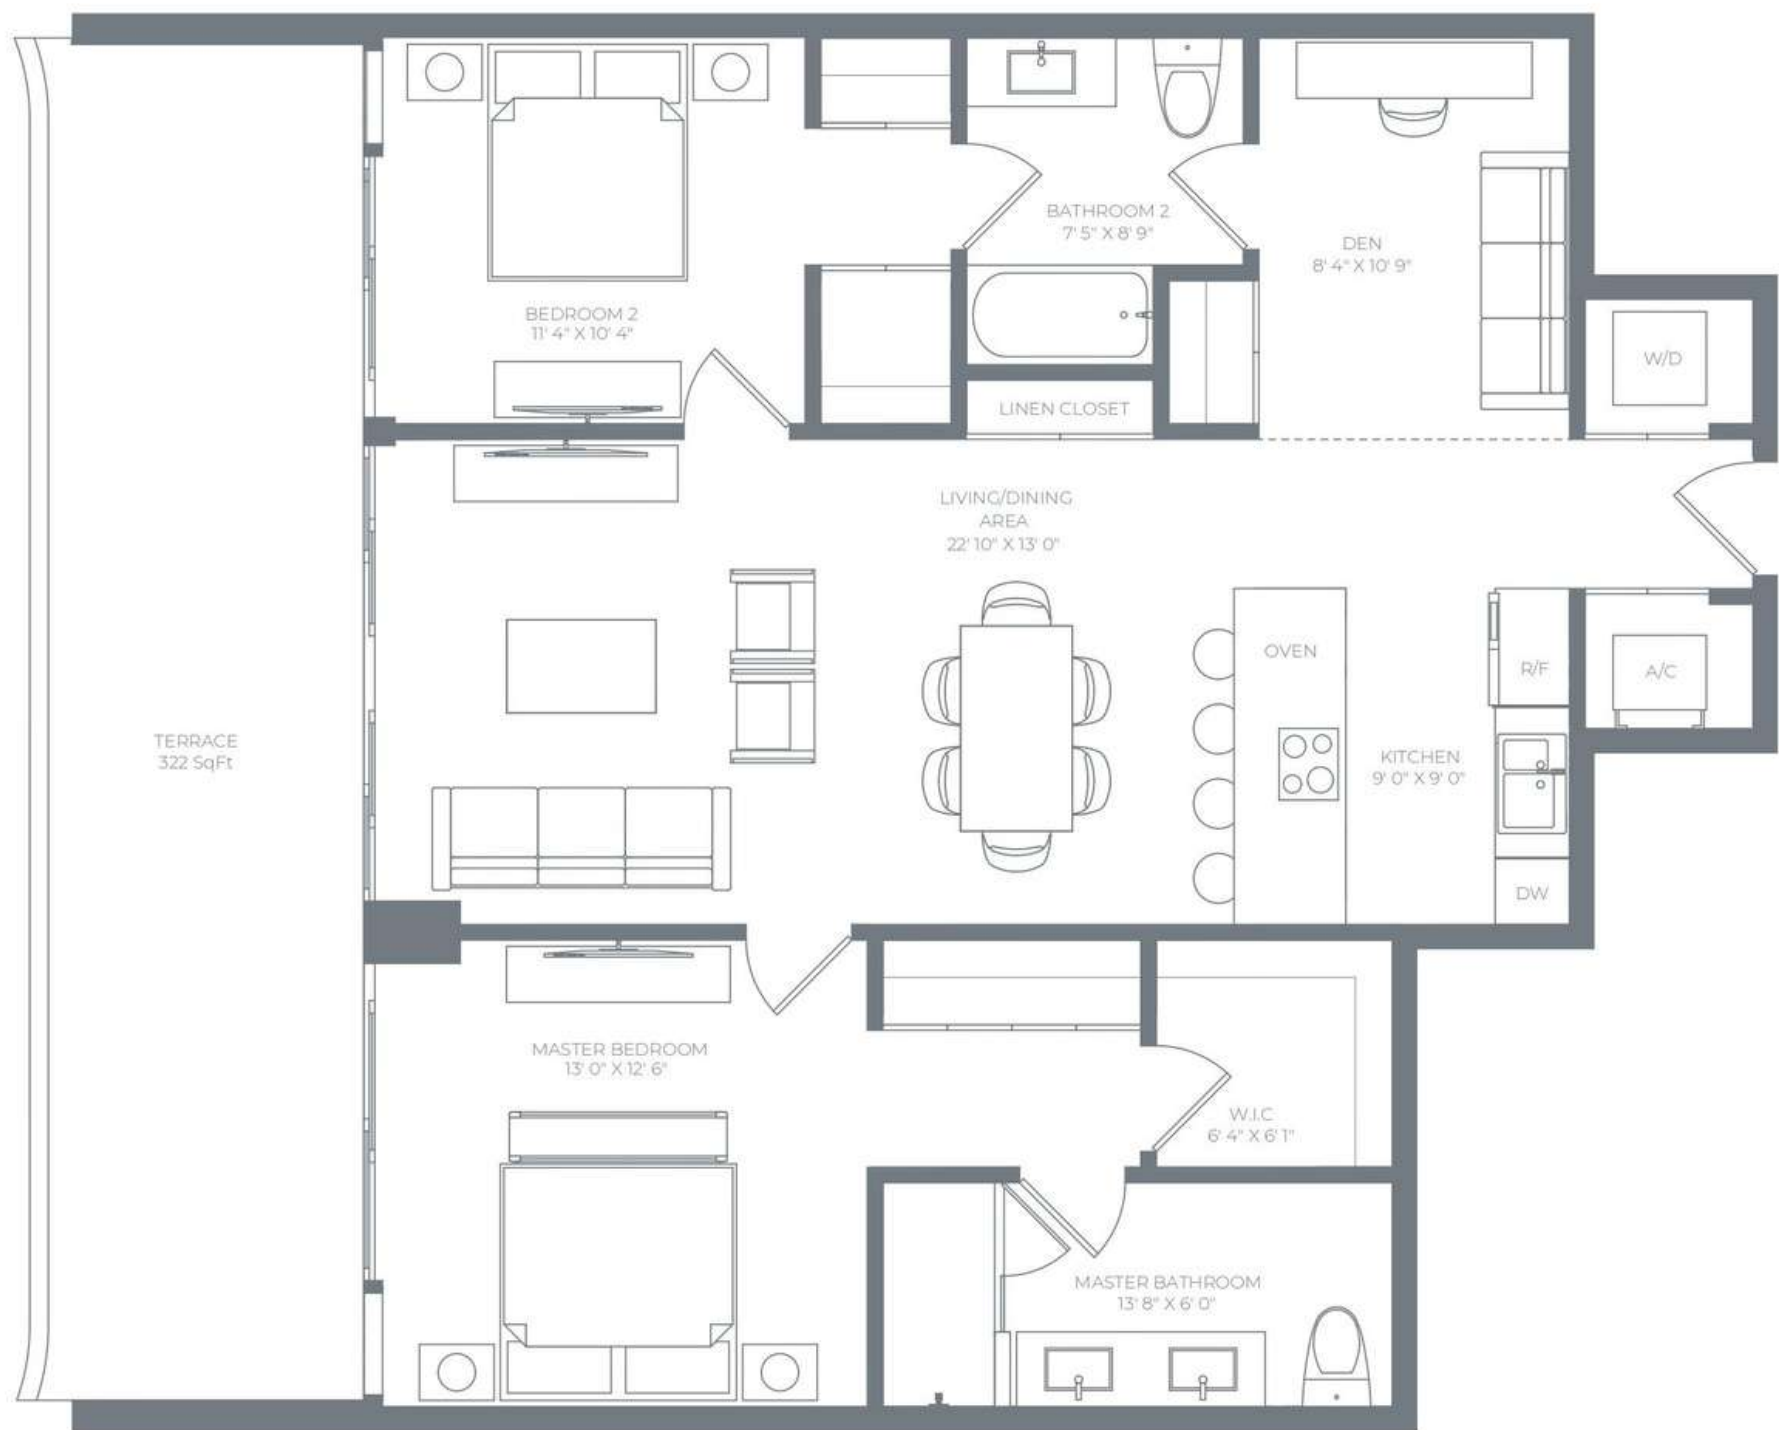 BATHROOM 2
7' 5" X 8' 9"
DEN
8' 4" X 10' 9"
BEDROOM 2
11' 4" X 10' 4"
W/D
LINEN CLOSET
LIVING/DINING
AREA
22' 10" X 13' 0"
OVEN
R/F
A/C
TERRACE
322 SqFt
KITCHEN
9' 0" X 9' 0"
DW
MASTER BEDROOM
13' 0" X 12' 6"
W.I.C
6' 4" X 6' 1"
MASTER BATHROOM
13' 8" X 6' 0"